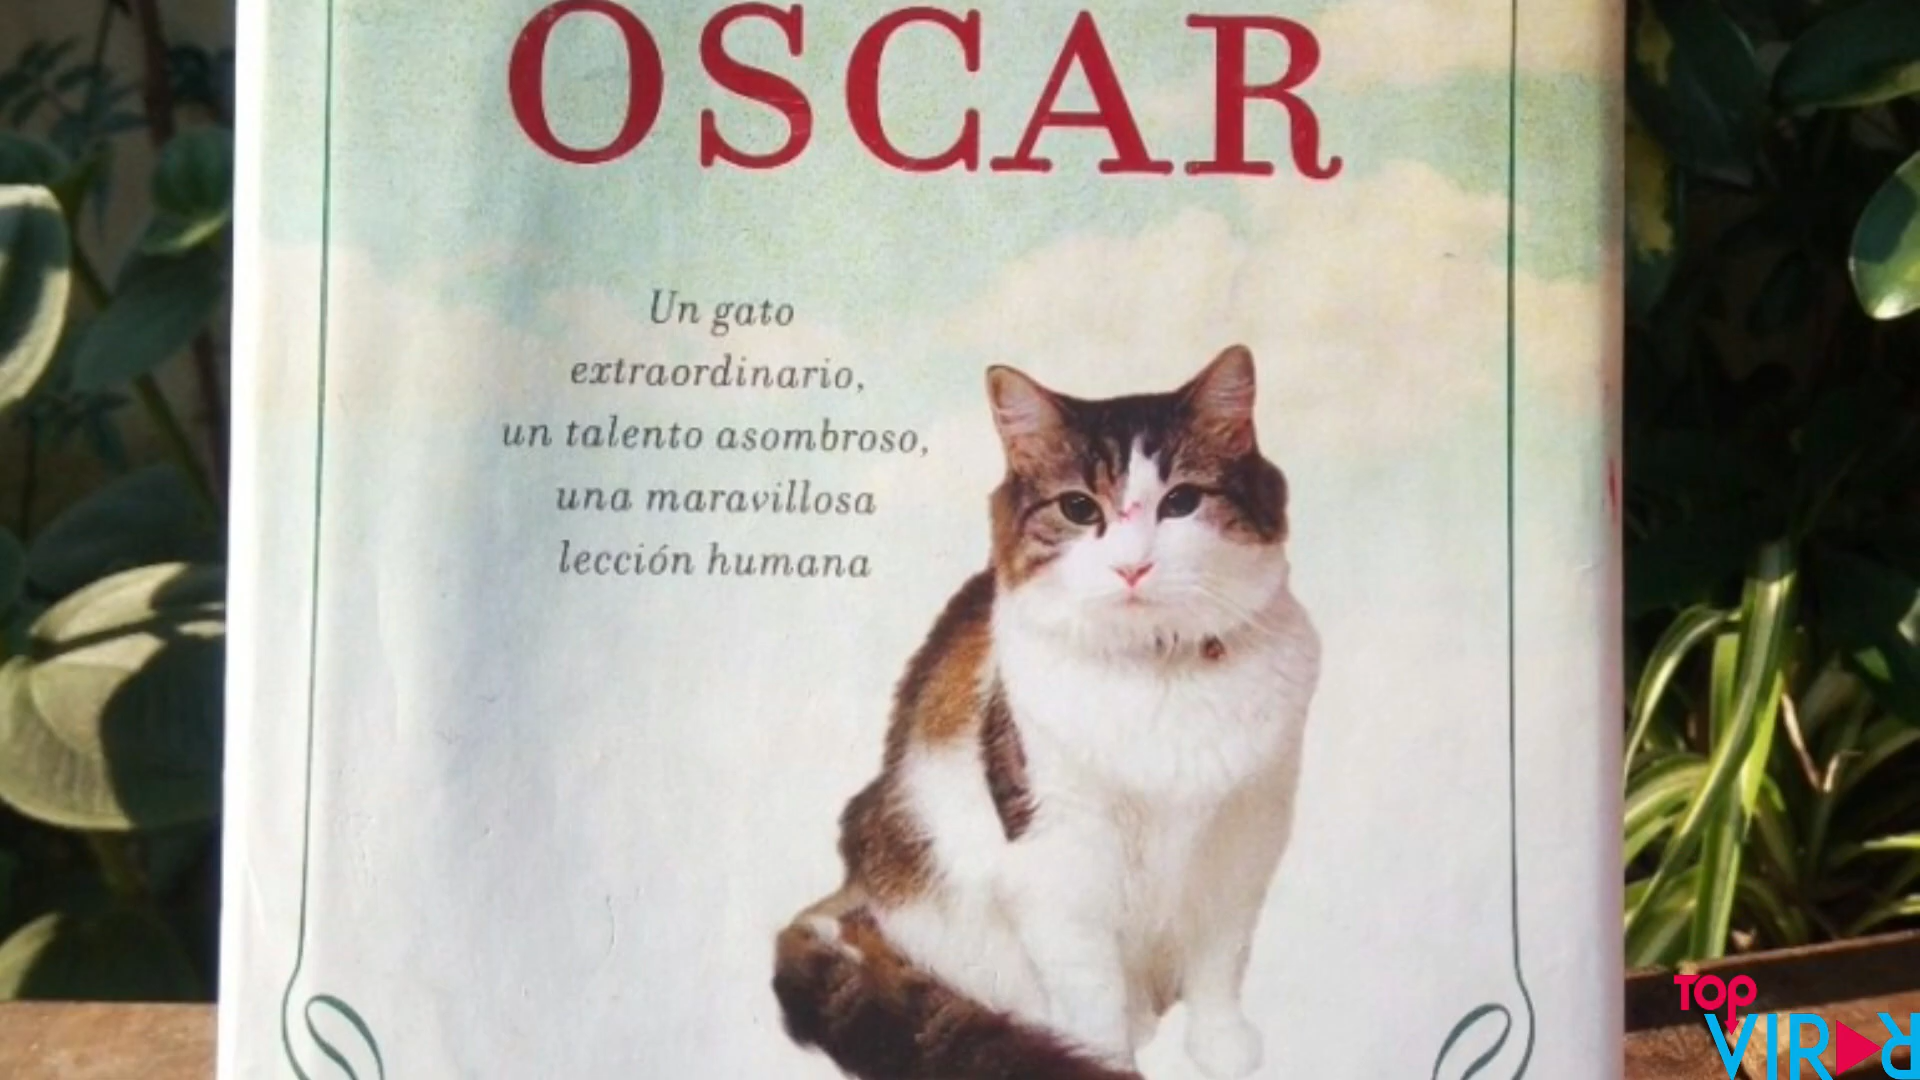 OSCAR
Un gato
extraordinario,
un talento asombroso,
una maravillosa
lección humana
TOP
VIRAR